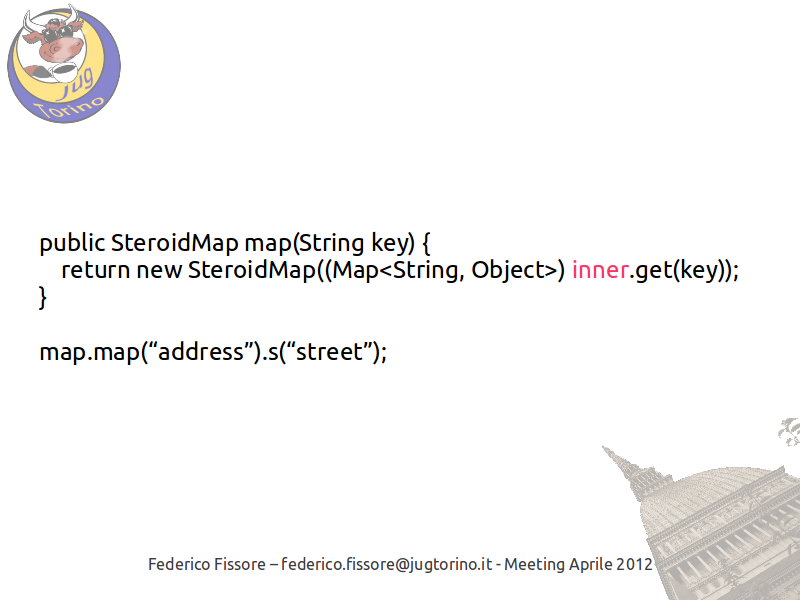 jug
Torino
public SteroidMap map(String key) {
return new SteroidMap((Map<String, Object>) inner.get(key));
}
map.map(“address”).s(“street”);
Federico Fissore – federico.fissore@jugtorino.it - Meeting Aprile 2012